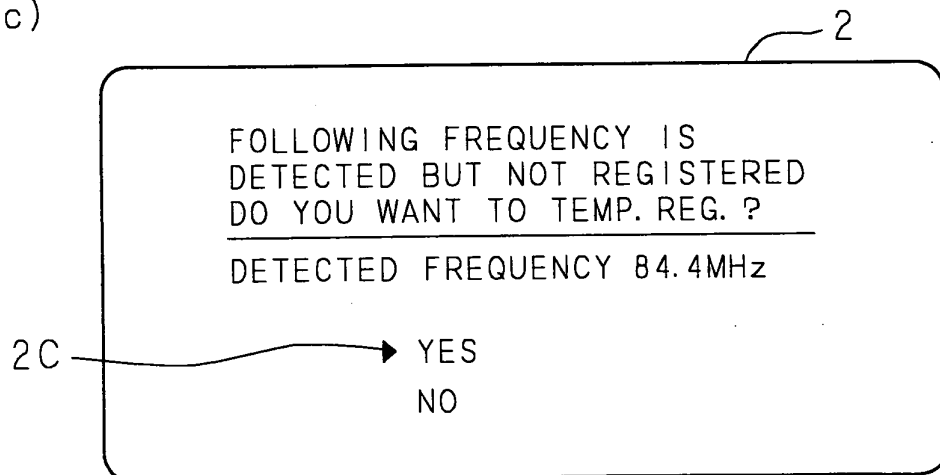 c)
2
FOLLOWING FREQUENCY IS
DETECTED BUT NOT REGISTERED
DO YOU WANT TO TEMP. REG. ?
DETECTED FREQUENCY 84.4MHz
2C YES
NO